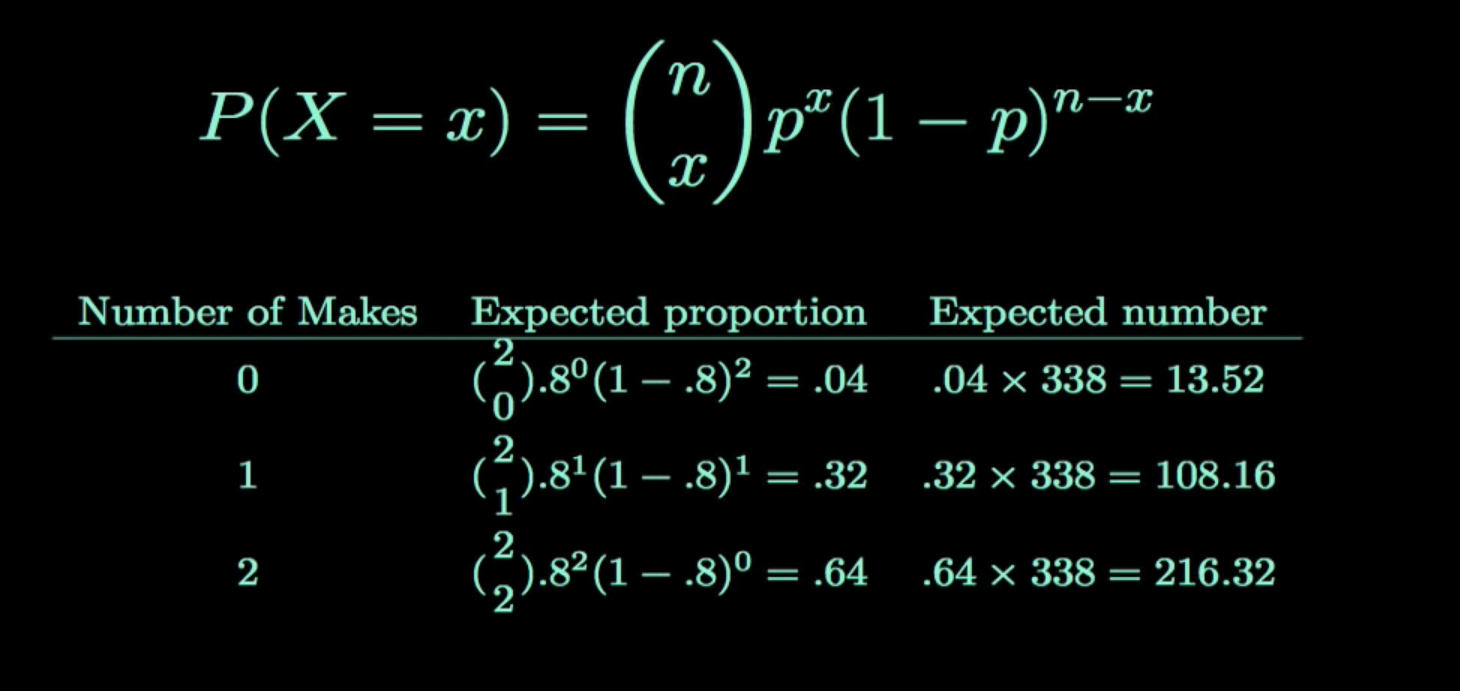 P(X = x) = (n x) p^x (1 − p)^{n−x}
Number of Makes Expected proportion Expected number
0 (2 0).8^0(1 − .8)^2 = .04 .04 × 338 = 13.52
1 (2 1).8^1(1 − .8)^1 = .32 .32 × 338 = 108.16
2 (2 2).8^2(1 − .8)^0 = .64 .64 × 338 = 216.32